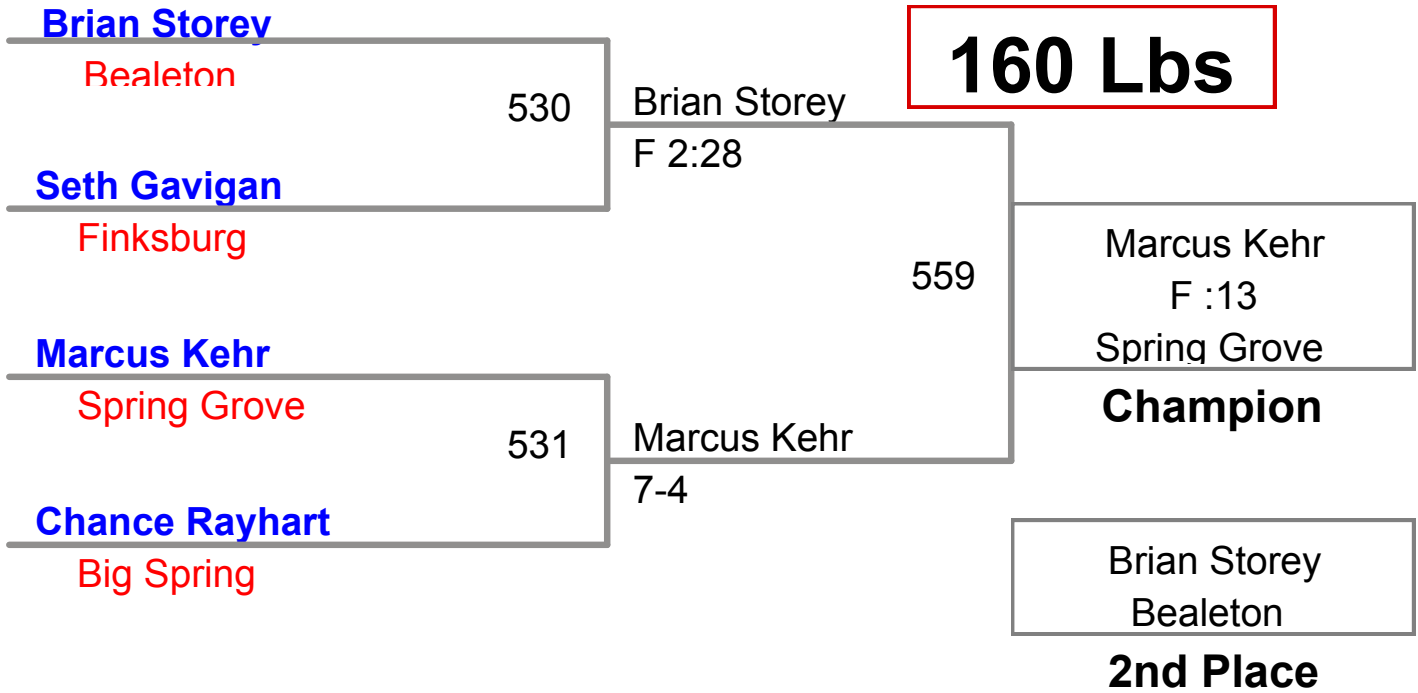 Brian Storey
Bealeton
160 Lbs
530
Brian Storey
F 2:28
Seth Gavigan
Finksburg
559
Marcus Kehr
F :13
Spring Grove
Champion
Marcus Kehr
Spring Grove
531
Marcus Kehr
7-4
Chance Rayhart
Big Spring
Brian Storey
Bealeton
2nd Place